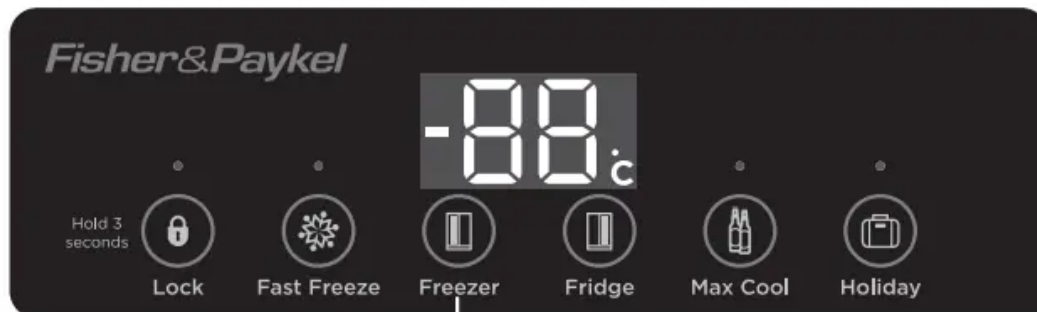 Fisher&Paykel
-88°C
Hold 3
seconds
Lock
Fast Freeze
Freezer
Fridge
Max Cool
Holiday